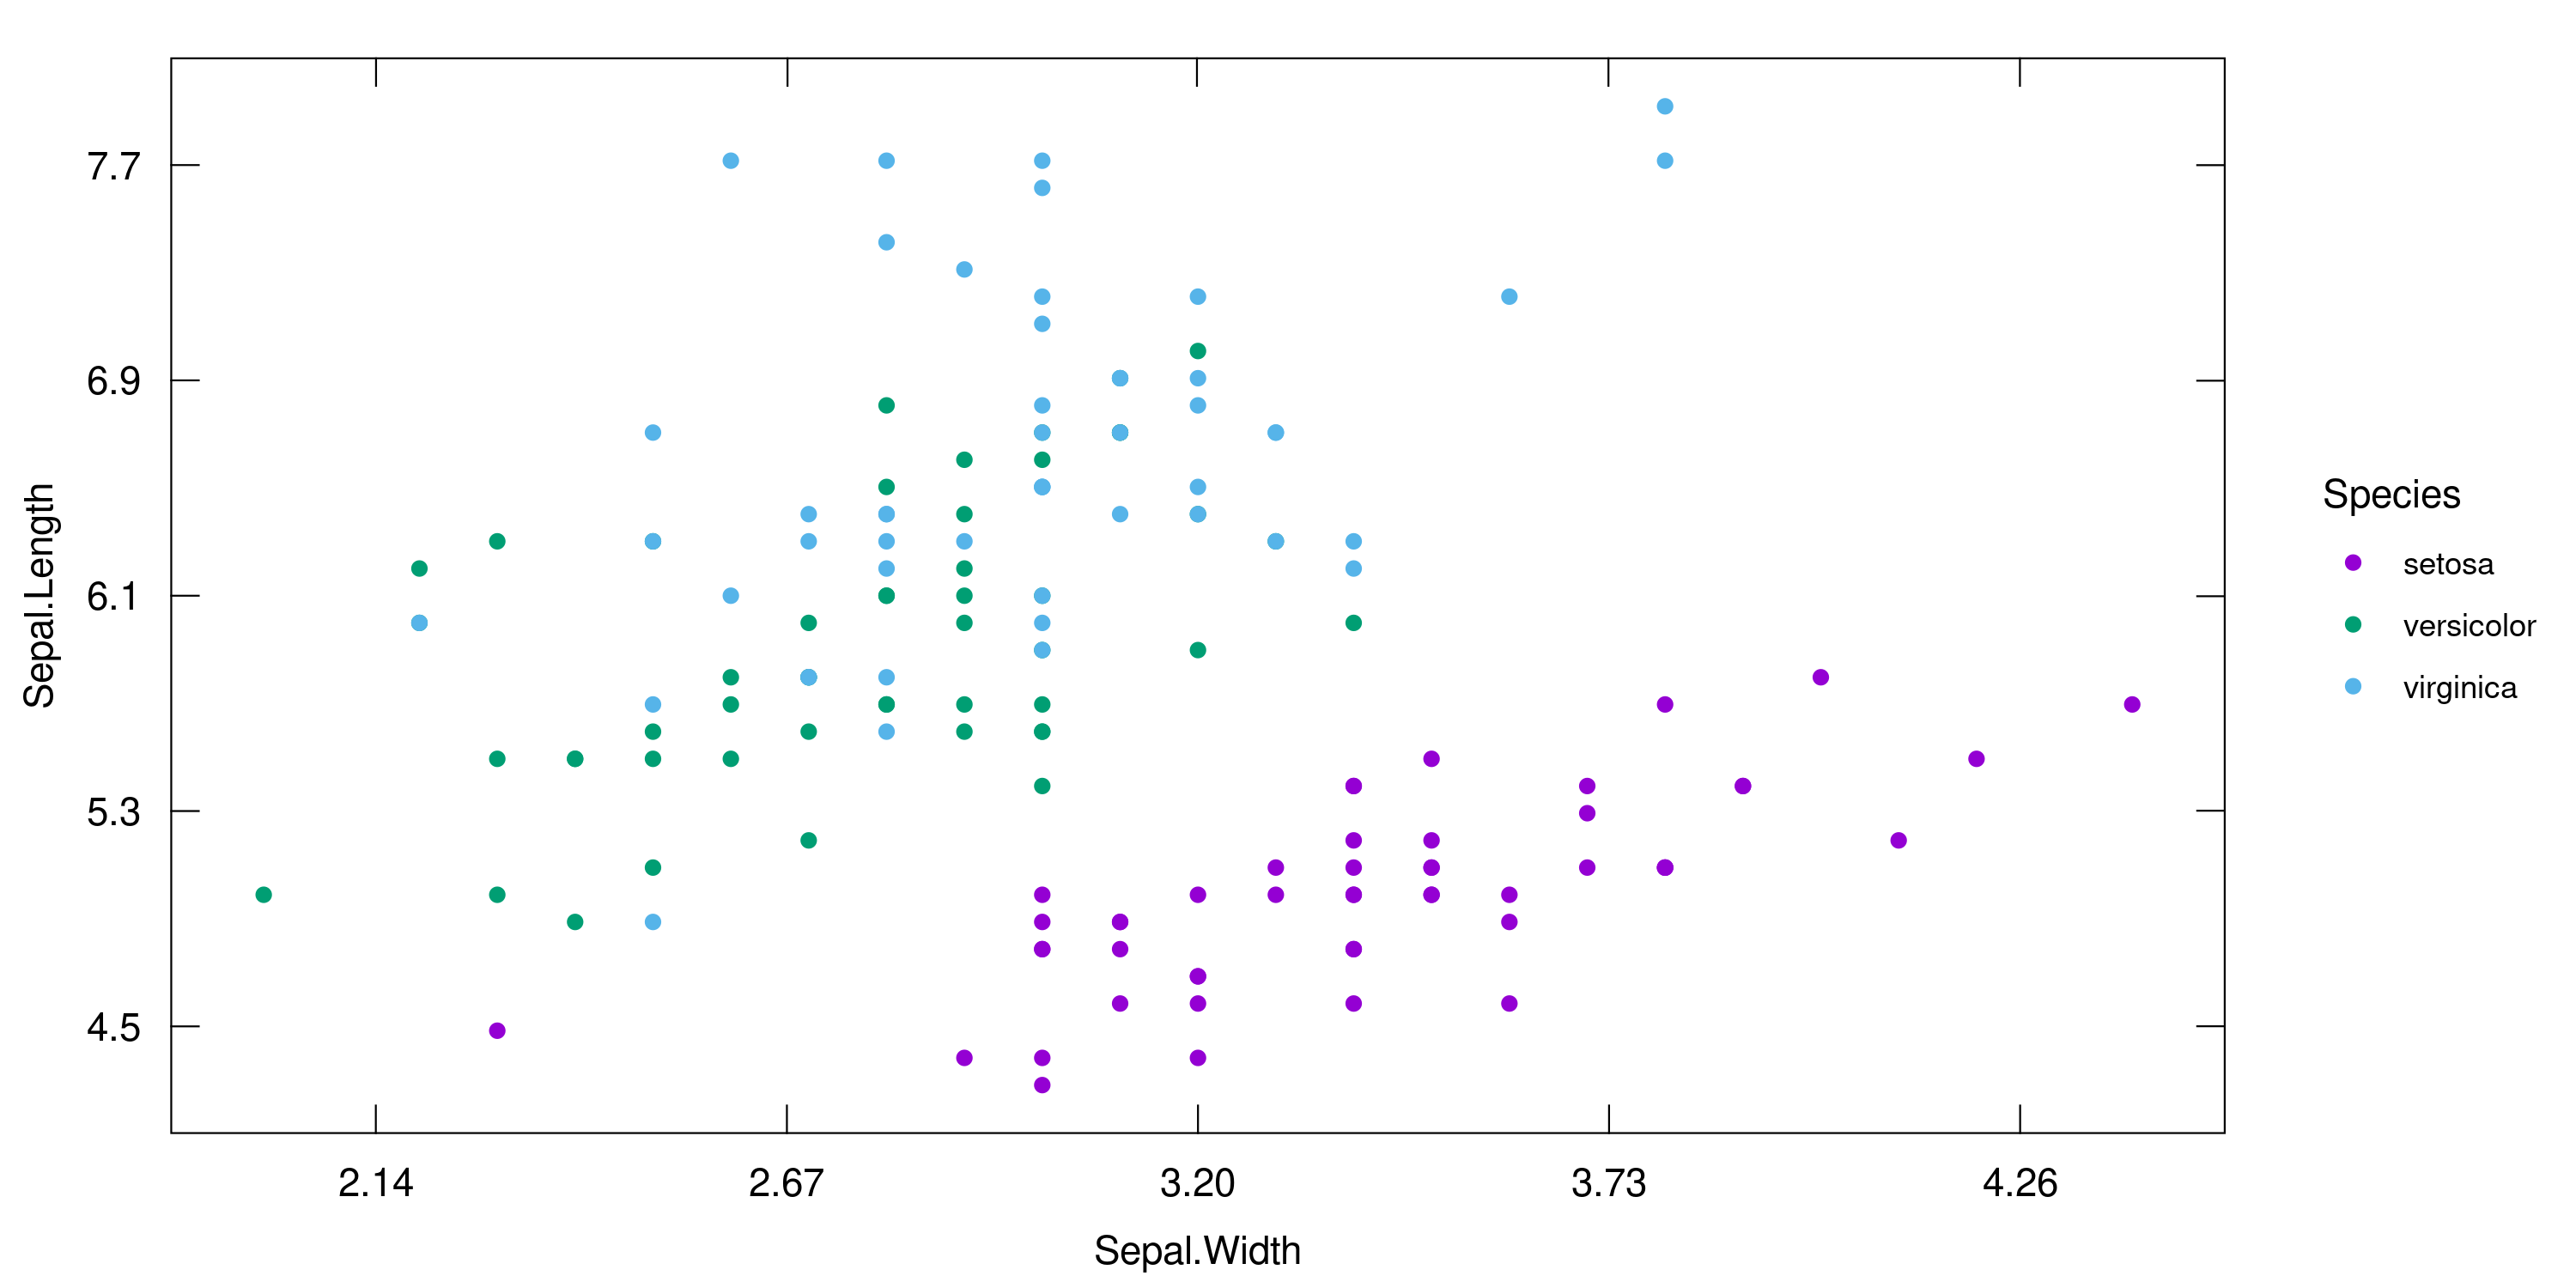 7.7
6.9
6.1
5.3
4.5
Sepal.Length
2.14 2.67 3.20 3.73 4.26
Sepal.Width
Species
setosa
versicolor
virginica